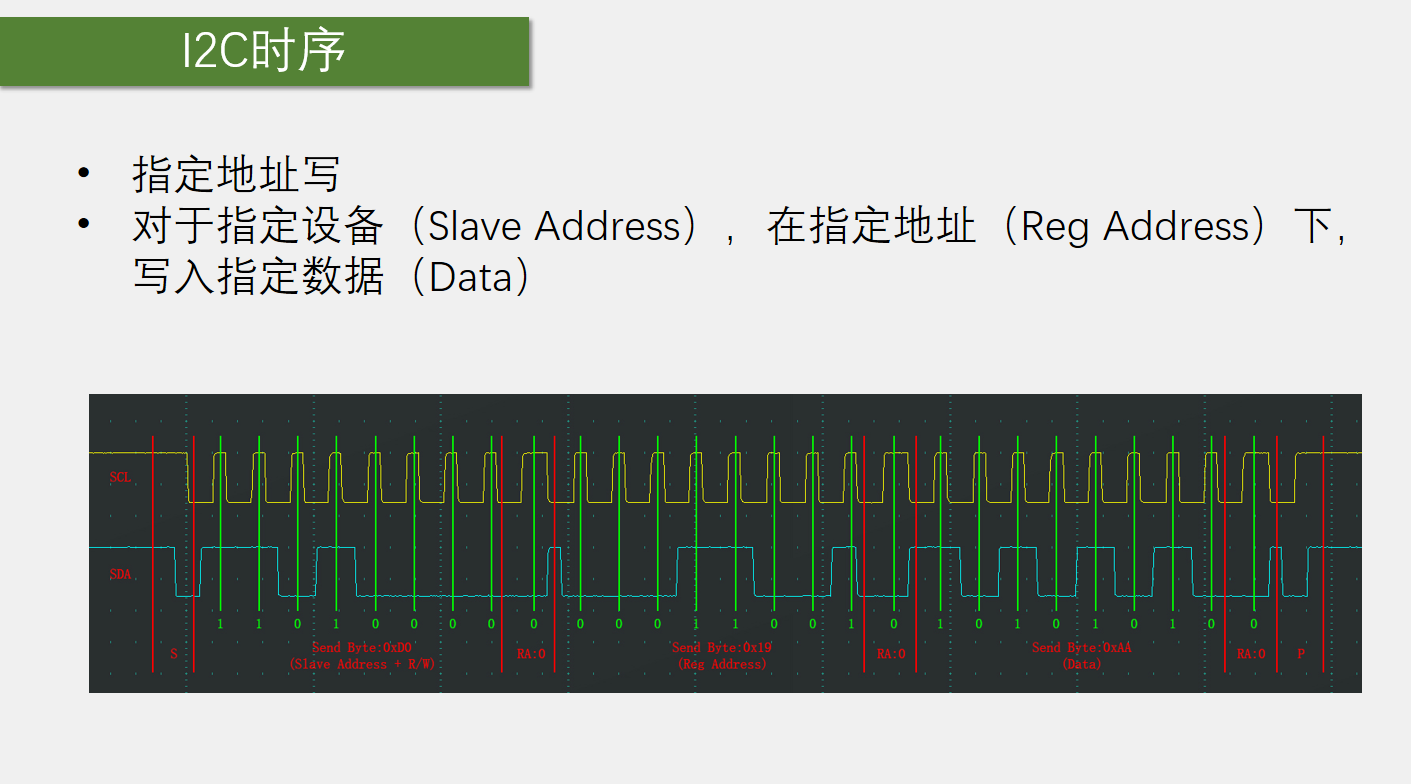 I2C时序
• 指定地址写
• 对于指定设备（Slave Address），在指定地址（Reg Address）下，
写入指定数据（Data）
SCL
SDA
1 1 0 1 0 0 0 0 0 0 0 0 1 1 0 0 1 0 1 0 1 0 1 0 1 0 0
S Send Byte:0xD0 RA:0 Send Byte:0x19 RA:0 Send Byte:0xAA RA:0 P
(Slave Address + R/W) (Reg Address) (Data)